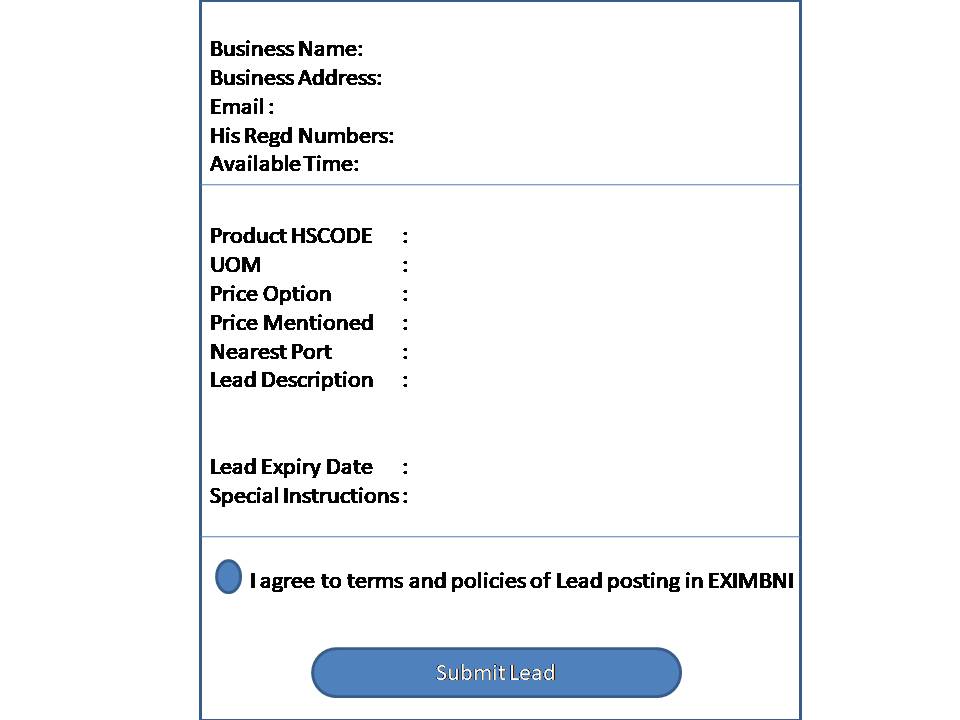 Business Name:
Business Address:
Email :
His Regd Numbers:
Available Time:
Product HSCODE :
UOM :
Price Option :
Price Mentioned :
Nearest Port :
Lead Description :
Lead Expiry Date :
Special Instructions :
I agree to terms and policies of Lead posting in EXIMBNI
Submit Lead